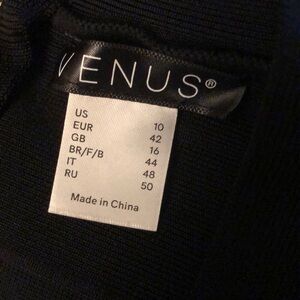 VENUS®
US 10
EUR 42
GB 16
BR/F/B 44
IT 48
RU 50
Made in China